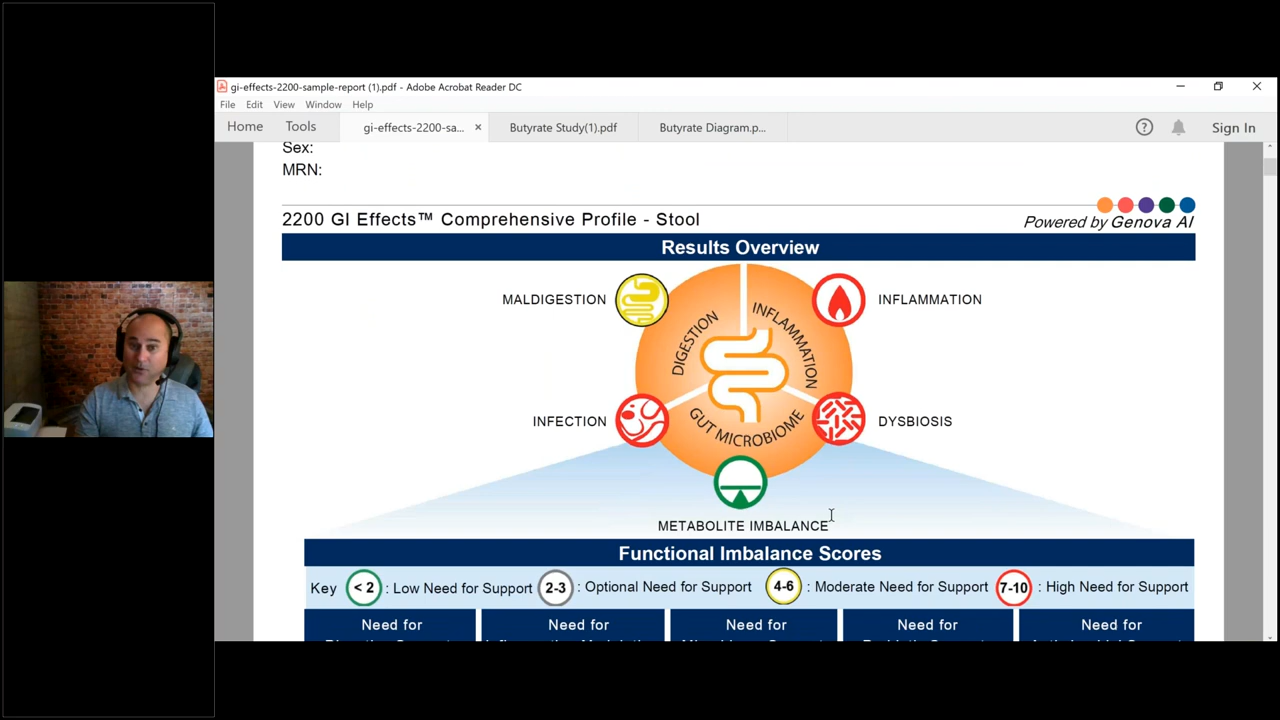 gi-effects-2200-sample-report (1).pdf - Adobe Acrobat Reader DC
File Edit View Window Help
Home Tools gi-effects-2200-sa... × Butyrate Study(1).pdf Butyrate Diagram.p... ? Sign In
Sex:
MRN:
2200 GI Effects™ Comprehensive Profile - Stool
Powered by Genova AI
Results Overview
MALDIGESTION
INFLAMMATION
DIGESTION
INFLAMMATION
GUT MICROBIOME
INFECTION
DYSBIOSIS
METABOLITE IMBALANCE
Functional Imbalance Scores
Key < 2 : Low Need for Support 2-3 : Optional Need for Support 4-6 : Moderate Need for Support 7-10 : High Need for Support
Need for Need for Need for Need for Need for